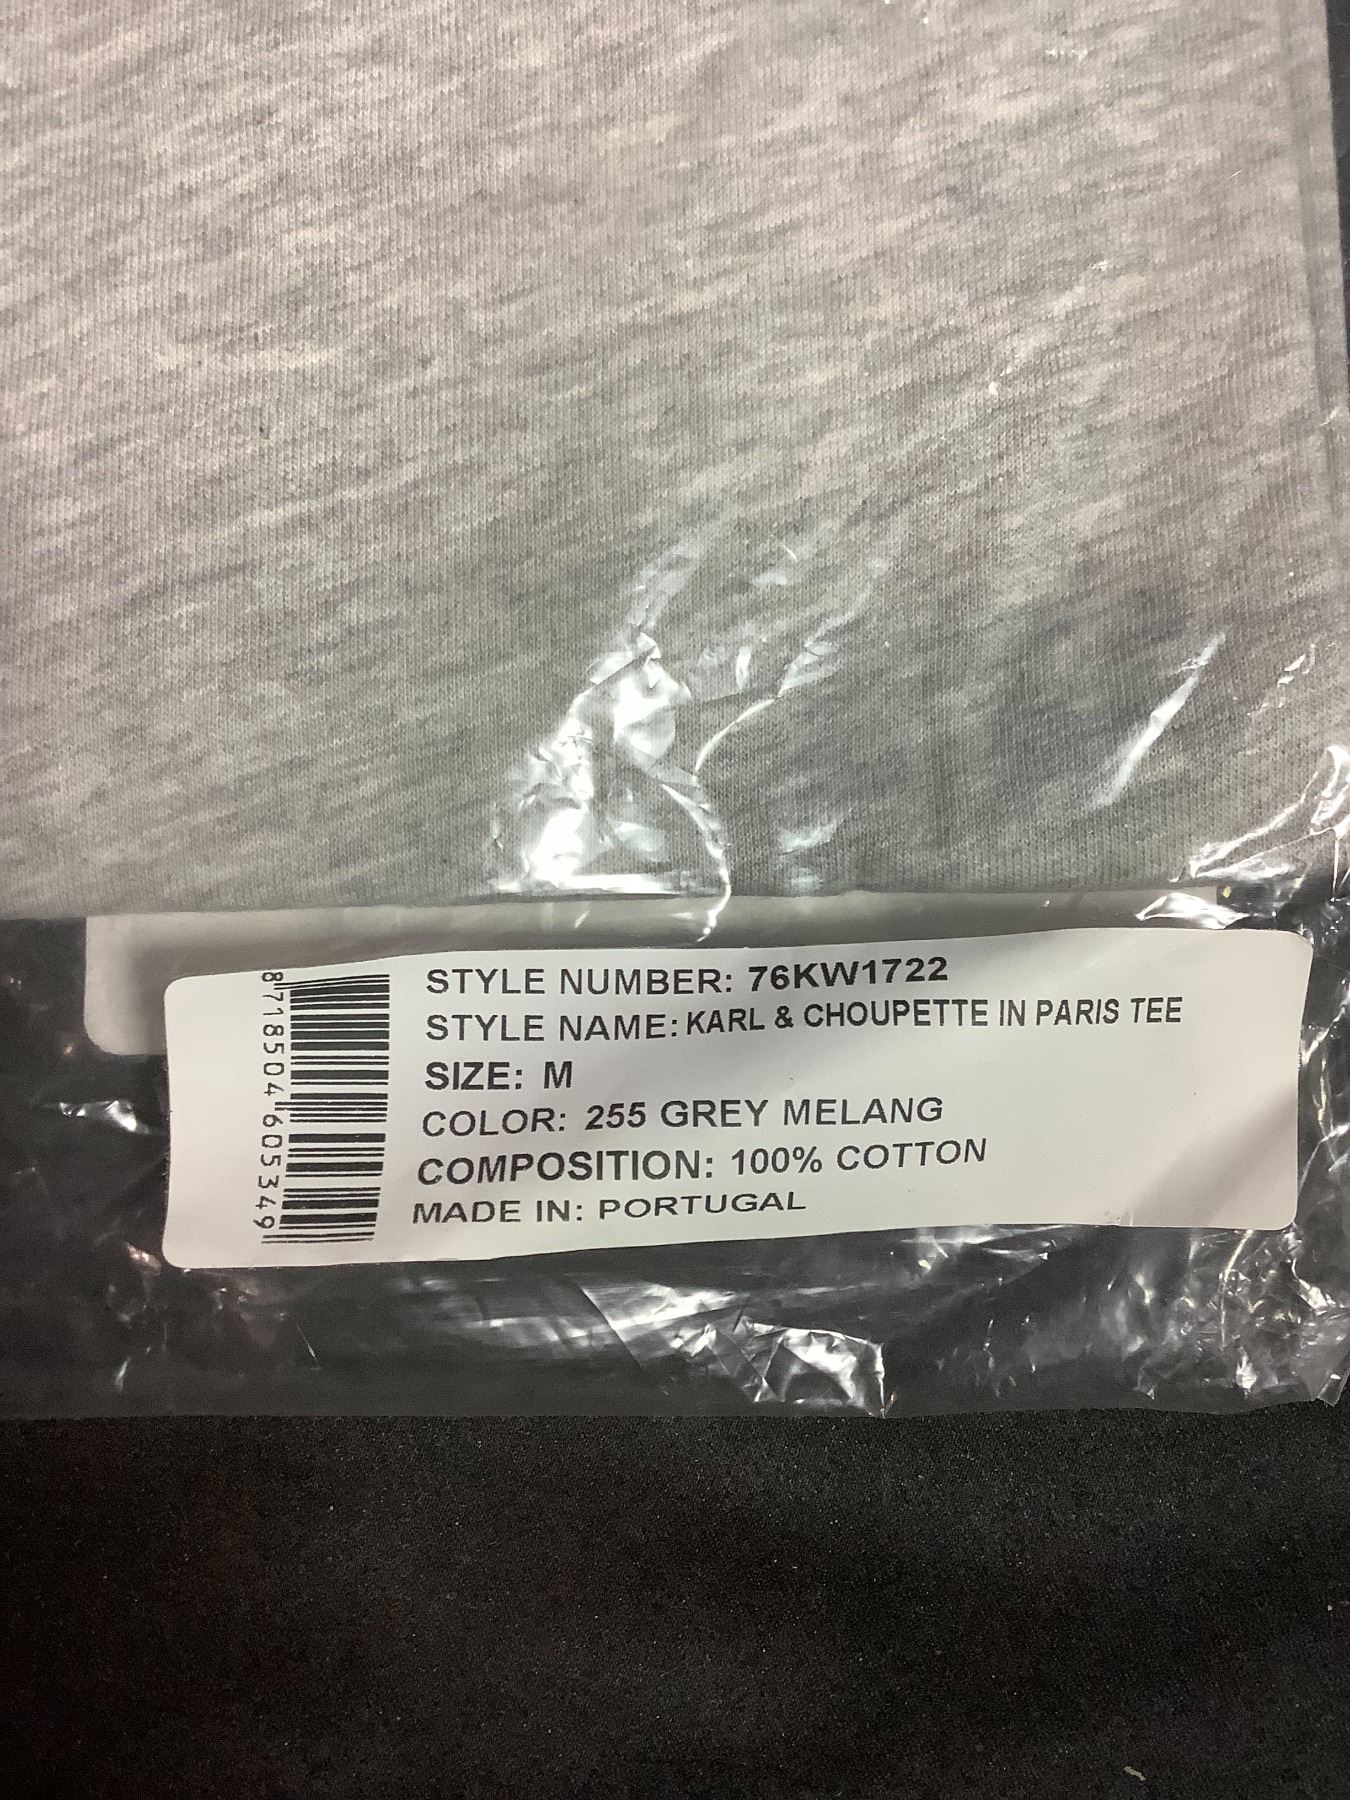 STYLE NUMBER: 76KW1722
STYLE NAME: KARL & CHOUPETTE IN PARIS TEE
SIZE: M
COLOR: 255 GREY MELANG
COMPOSITION: 100% COTTON
MADE IN: PORTUGAL
8718504605349